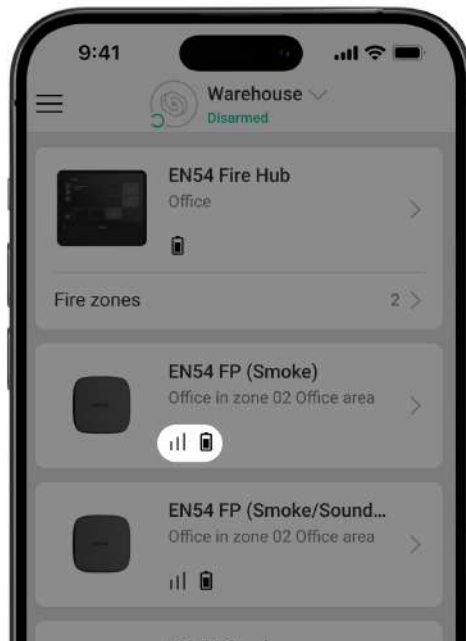 9:41
Warehouse
Disarmed
EN54 Fire Hub
Office
Fire zones 2
EN54 FP (Smoke)
Office in zone 02 Office area
EN54 FP (Smoke/Sound...
Office in zone 02 Office area